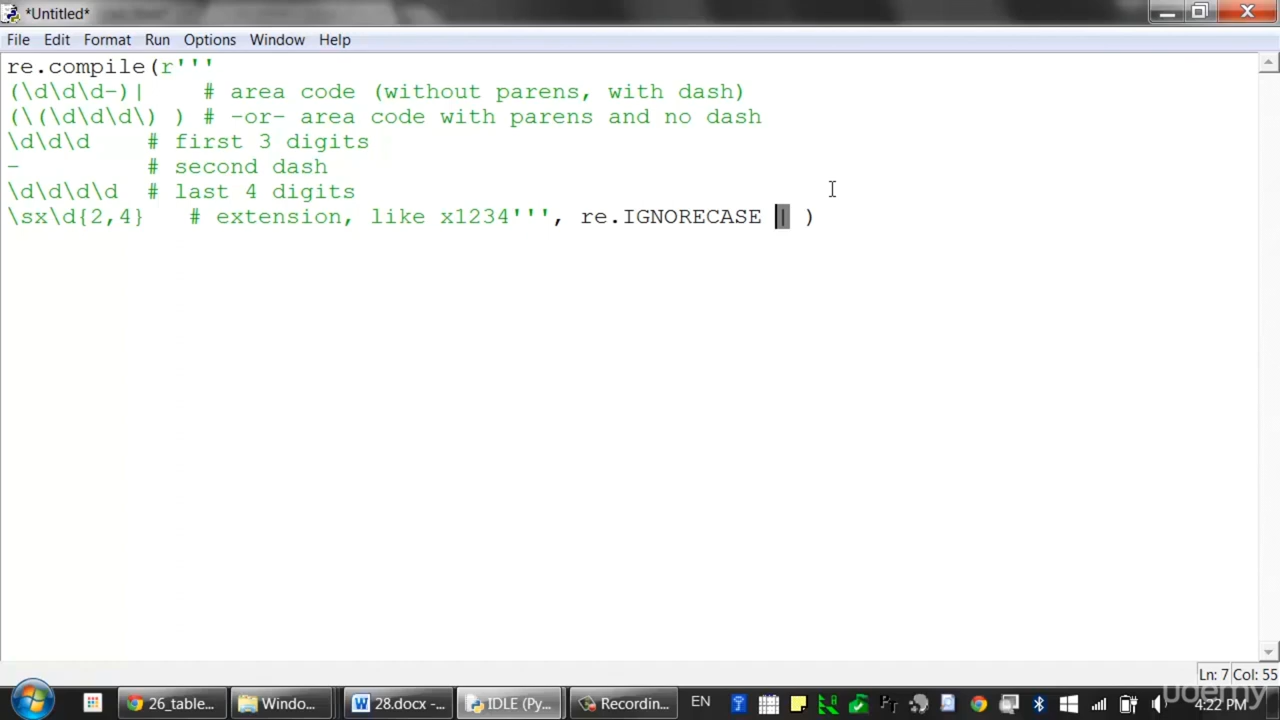 *Untitled*
File Edit Format Run Options Window Help
re.compile(r'''
(\d\d\d-)|    # area code (without parens, with dash)
(\(\d\d\d\) ) # -or- area code with parens and no dash
\d\d\d    # first 3 digits
-         # second dash
\d\d\d\d  # last 4 digits
\sx\d{2,4}   # extension, like x1234''', re.IGNORECASE | )
Ln: 7 Col: 55
26_table... Windo... 28.docx -... IDLE (Py... Recordin... EN 4:22 PM
udemy